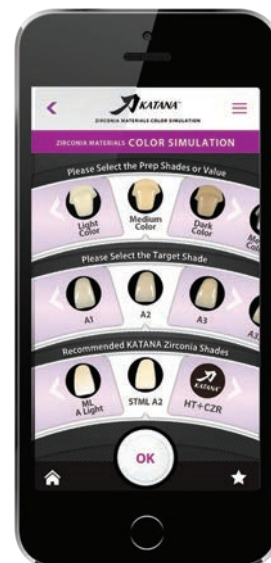 KATANA™
ZIRCONIA MATERIALS COLOR SIMULATION
ZIRCONIA MATERIALS COLOR SIMULATION
Please Select the Prep Shades or Value
Light Color
Medium Color
Dark Color
Please Select the Target Shade
A1
A2
A3
Recommended KATANA Zirconia Shades
ML A Light
STML A2
KATANA
HT+CZR
OK